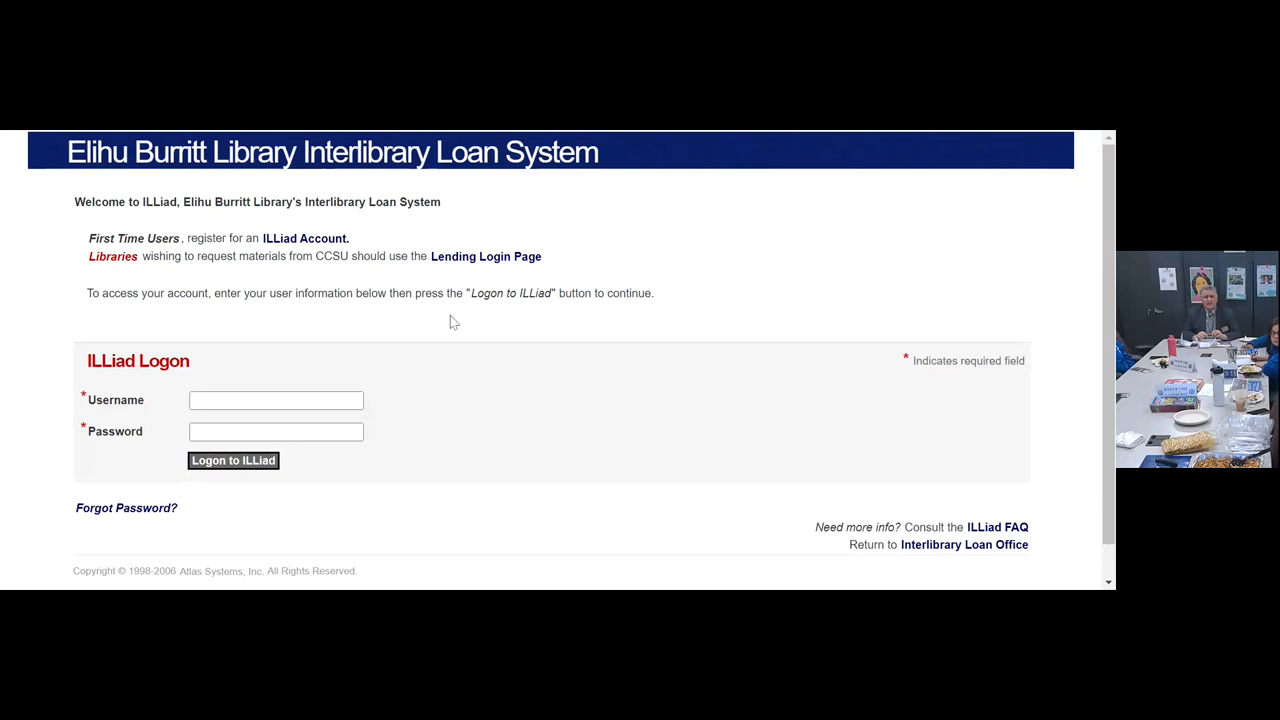 Elihu Burritt Library Interlibrary Loan System
Welcome to ILLiad, Elihu Burritt Library's Interlibrary Loan System
First Time Users, register for an ILLiad Account.
Libraries wishing to request materials from CCSU should use the Lending Login Page
To access your account, enter your user information below then press the "Logon to ILLiad" button to continue.
ILLiad Logon
* Indicates required field
* Username
* Password
Logon to ILLiad
Forgot Password?
Need more info? Consult the ILLiad FAQ
Return to Interlibrary Loan Office
Copyright © 1998-2006 Atlas Systems, Inc. All Rights Reserved.